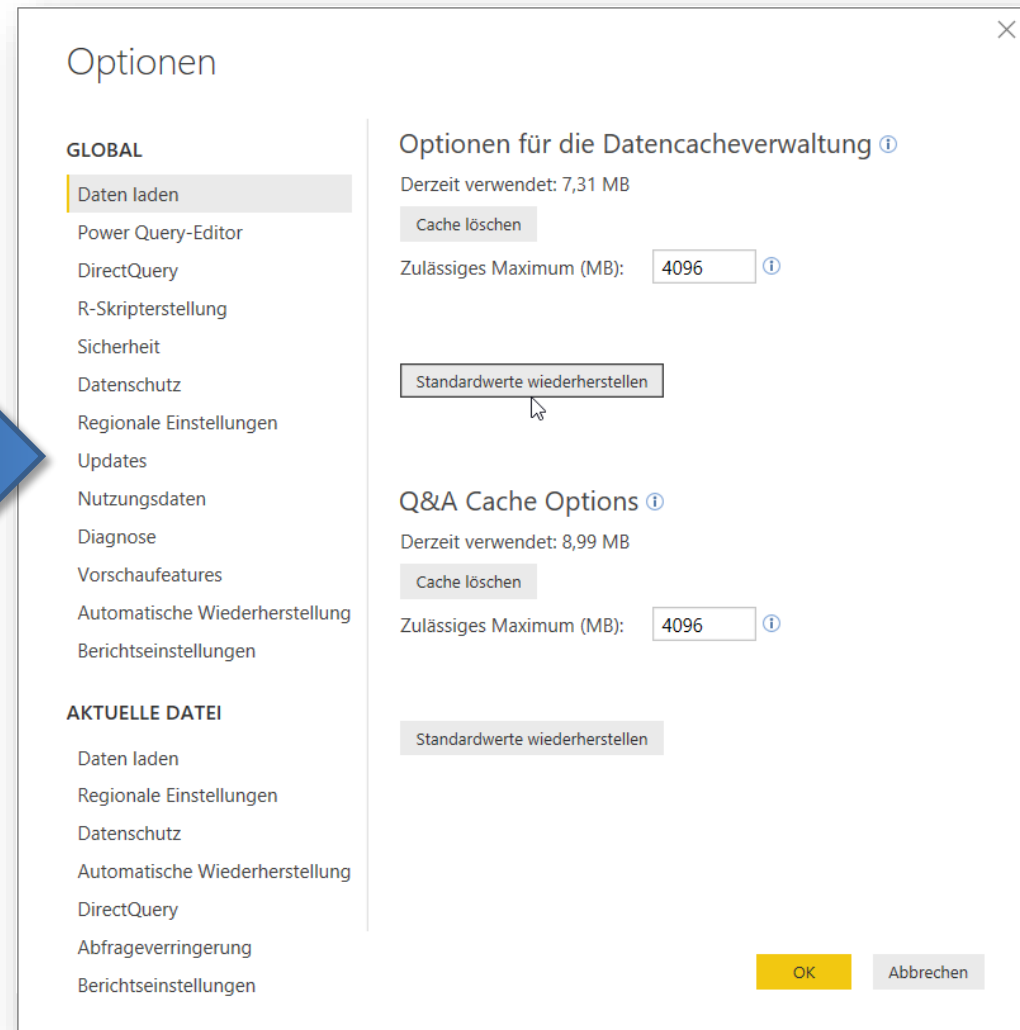 Optionen
GLOBAL
Daten laden
Power Query-Editor
DirectQuery
R-Skripterstellung
Sicherheit
Datenschutz
Regionale Einstellungen
Updates
Nutzungsdaten
Diagnose
Vorschaufeatures
Automatische Wiederherstellung
Berichtseinstellungen
AKTUELLE DATEI
Daten laden
Regionale Einstellungen
Datenschutz
Automatische Wiederherstellung
DirectQuery
Abfrageverringerung
Berichtseinstellungen
Optionen für die Datencacheverwaltung
Derzeit verwendet: 7,31 MB
Cache löschen
Zulässiges Maximum (MB): 4096
Standardwerte wiederherstellen
Q&A Cache Options
Derzeit verwendet: 8,99 MB
Cache löschen
Zulässiges Maximum (MB): 4096
Standardwerte wiederherstellen
OK Abbrechen